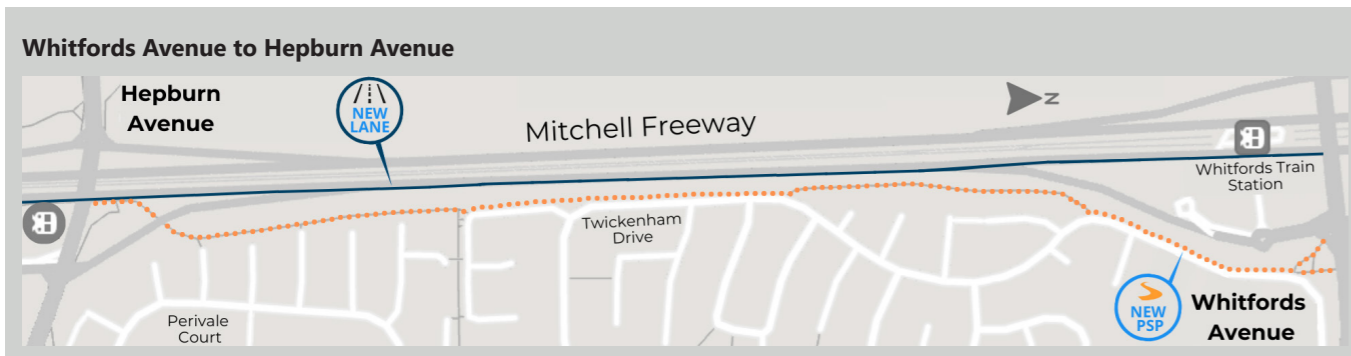 Whitfords Avenue to Hepburn Avenue
Hepburn
Avenue
NEW
LANE
Mitchell Freeway
N
Whitfords Train
Station
Twickenham
Drive
Perivale
Court
NEW
PSP
Whitfords
Avenue